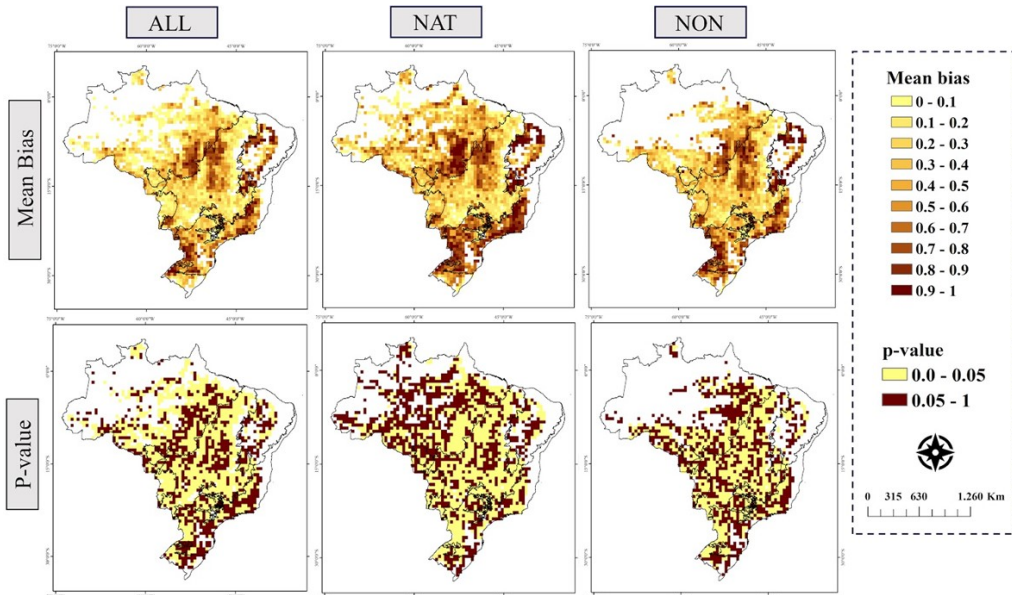 ALL
NAT
NON
Mean Bias
P-value
Mean bias
0 - 0.1
0.1 - 0.2
0.2 - 0.3
0.3 - 0.4
0.4 - 0.5
0.5 - 0.6
0.6 - 0.7
0.7 - 0.8
0.8 - 0.9
0.9 - 1
p-value
0.0 - 0.05
0.05 - 1
0 315 630 1.260 Km